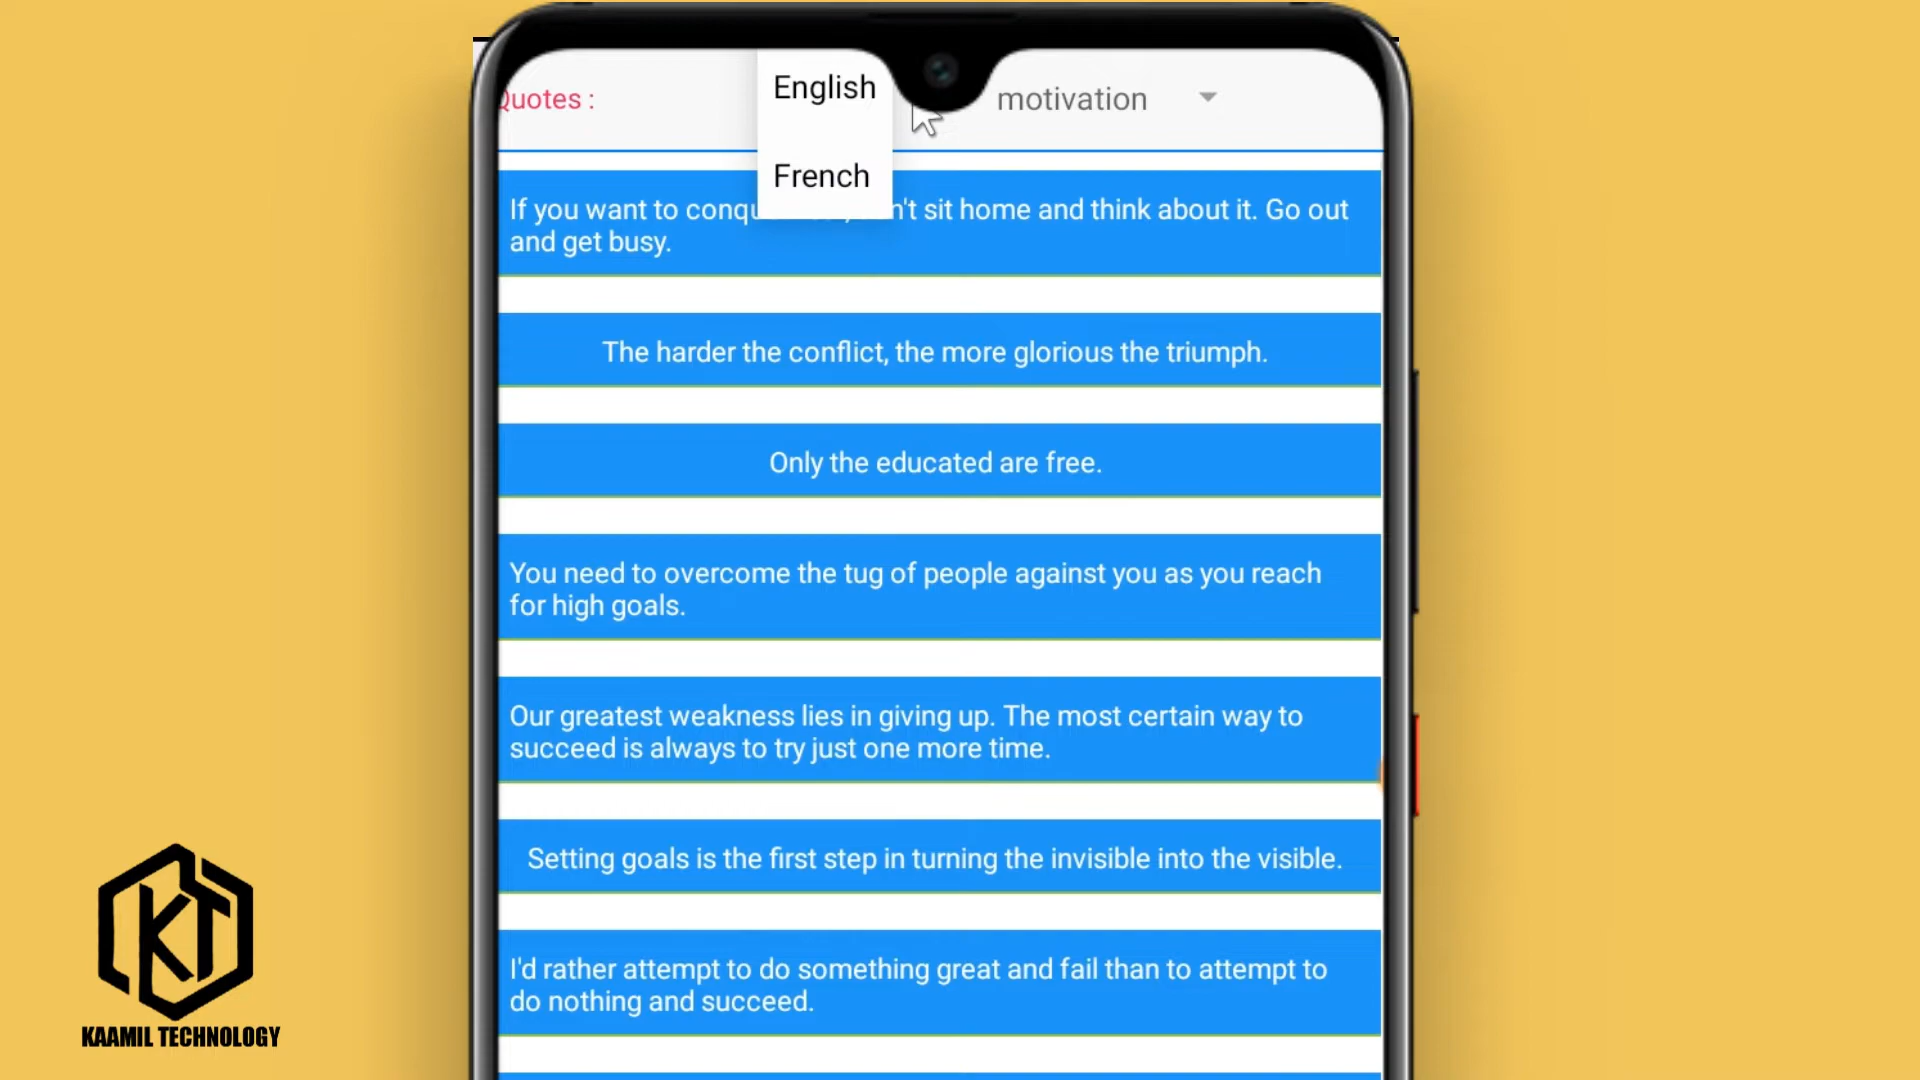 Quotes :
English
motivation
French
If you want to conqu 't sit home and think about it. Go out
and get busy.
The harder the conflict, the more glorious the triumph.
Only the educated are free.
You need to overcome the tug of people against you as you reach
for high goals.
Our greatest weakness lies in giving up. The most certain way to
succeed is always to try just one more time.
Setting goals is the first step in turning the invisible into the visible.
I'd rather attempt to do something great and fail than to attempt to
do nothing and succeed.
KT
KAAMIL TECHNOLOGY